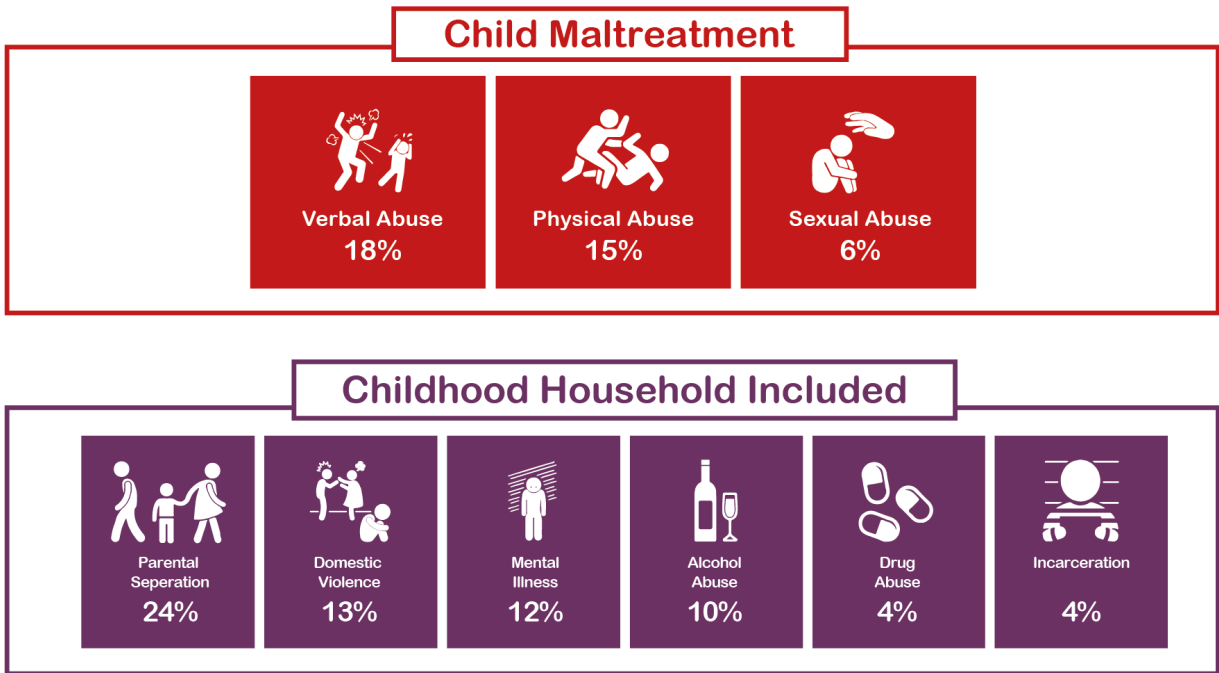 Child Maltreatment
Verbal Abuse
18%
Physical Abuse
15%
Sexual Abuse
6%
Childhood Household Included
Parental
Seperation
24%
Domestic
Violence
13%
Mental
Illness
12%
Alcohol
Abuse
10%
Drug
Abuse
4%
Incarceration
4%